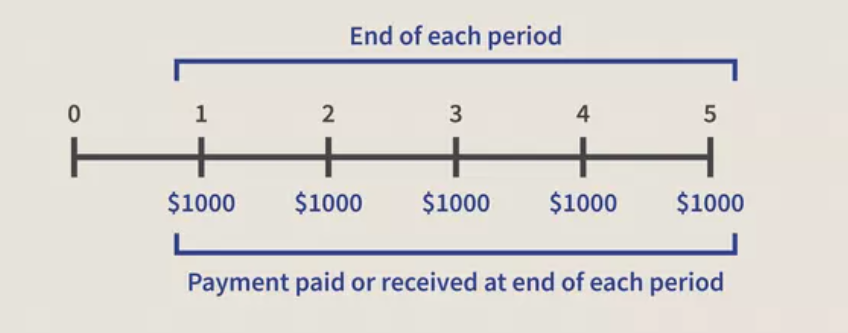 End of each period
0 1 2 3 4 5
$1000 $1000 $1000 $1000 $1000
Payment paid or received at end of each period